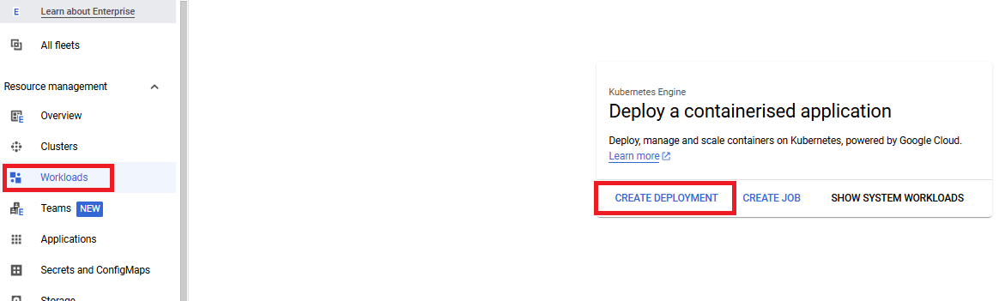 E Learn about Enterprise
All fleets
Resource management
Overview
Clusters
Workloads
Teams NEW
Applications
Secrets and ConfigMaps
Storage
Kubernetes Engine
Deploy a containerised application
Deploy, manage and scale containers on Kubernetes, powered by Google Cloud.
Learn more
CREATE DEPLOYMENT CREATE JOB SHOW SYSTEM WORKLOADS